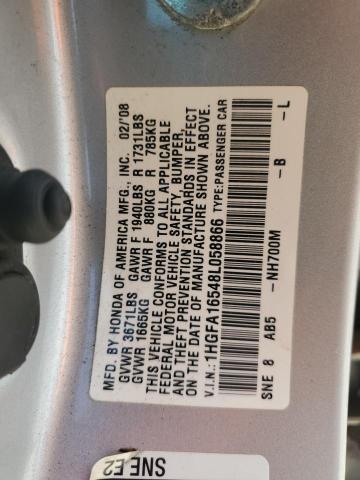 MFD. BY HONDA OF AMERICA MFG., INC. 02/'08
GVWR 3671LBS GAWR F 1940LBS R 1731LBS
GVWR 1665KG GAWR F 880KG R 785KG
THIS VEHICLE CONFORMS TO ALL APPLICABLE
FEDERAL MOTOR VEHICLE SAFETY, BUMPER,
AND THEFT PREVENTION STANDARDS IN EFFECT
ON THE DATE OF MANUFACTURE SHOWN ABOVE.
V.I.N.: 1HGFA16548L058866 TYPE:PASSENGER CAR
SNE 8 AB5 -NH700M -B -L
SNE E2